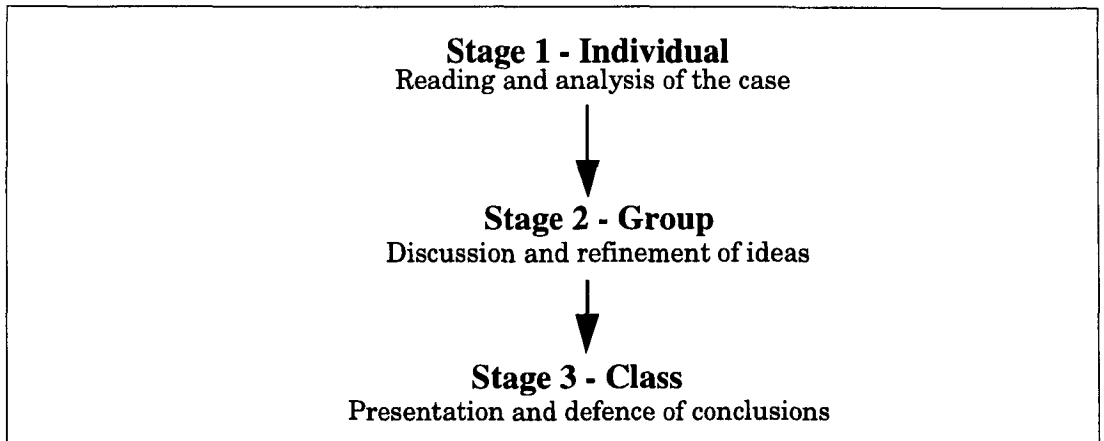 Stage 1 - Individual
Reading and analysis of the case
Stage 2 - Group
Discussion and refinement of ideas
Stage 3 - Class
Presentation and defence of conclusions